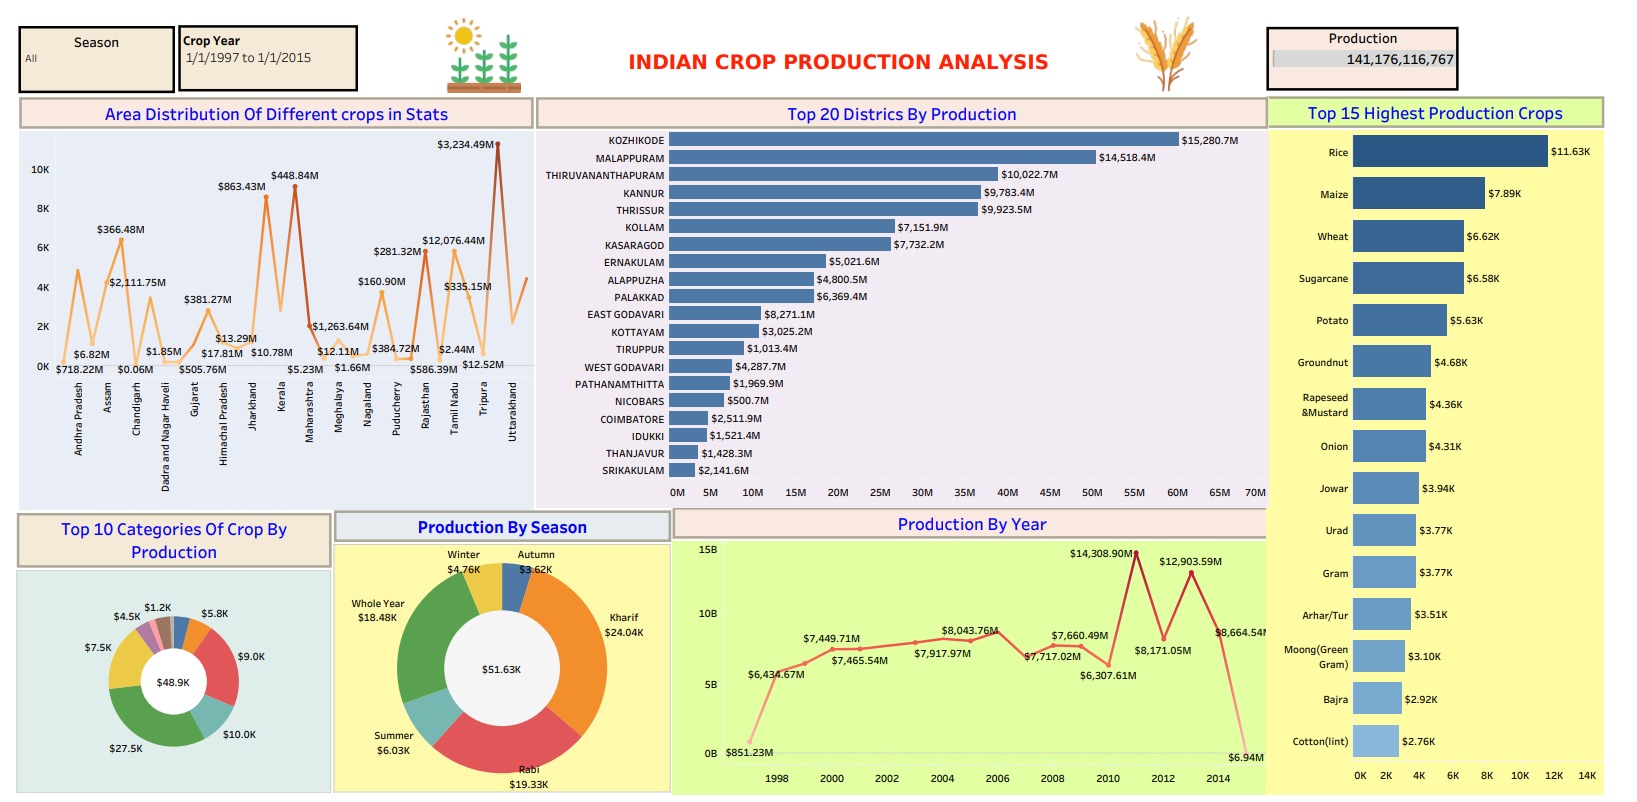 Season
All
Crop Year
1/1/1997 to 1/1/2015
INDIAN CROP PRODUCTION ANALYSIS
Production
141,176,116,767
Area Distribution Of Different crops in Stats
10K
8K
6K
4K
2K
0K
$718.22M
$6.82M
$366.48M
$2,111.75M
$0.06M
$1.85M
$505.76M
$381.27M
$17.81M
$13.29M
$10.78M
$863.43M
$448.84M
$5.23M
$1,263.64M
$12.11M
$1.66M
$160.90M
$384.72M
$281.32M
$586.39M
$12,076.44M
$2.44M
$335.15M
$12.52M
$3,234.49M
Andhra Pradesh
Assam
Chandigarh
Dadra and Nagar Haveli
Gujarat
Himachal Pradesh
Jharkhand
Kerala
Maharashtra
Meghalaya
Nagaland
Puducherry
Rajasthan
Tamil Nadu
Tripura
Uttarakhand
Top 20 Districs By Production
KOZHIKODE $15,280.7M
MALAPPURAM $14,518.4M
THIRUVANANTHAPURAM $10,022.7M
KANNUR $9,783.4M
THRISSUR $9,923.5M
KOLLAM $7,151.9M
KASARAGOD $7,732.2M
ERNAKULAM $5,021.6M
ALAPPUZHA $4,800.5M
PALAKKAD $6,369.4M
EAST GODAVARI $8,271.1M
KOTTAYAM $3,025.2M
TIRUPPUR $1,013.4M
WEST GODAVARI $4,287.7M
PATHANAMTHITTA $1,969.9M
NICOBARS $500.7M
COIMBATORE $2,511.9M
IDUKKI $1,521.4M
THANJAVUR $1,428.3M
SRIKAKULAM $2,141.6M
0M 5M 10M 15M 20M 25M 30M 35M 40M 45M 50M 55M 60M 65M 70M
Top 15 Highest Production Crops
Rice $11.63K
Maize $7.89K
Wheat $6.62K
Sugarcane $6.58K
Potato $5.63K
Groundnut $4.68K
Rapeseed
&Mustard $4.36K
Onion $4.31K
Jowar $3.94K
Urad $3.77K
Gram $3.77K
Arhar/Tur $3.51K
Moong(Green
Gram) $3.10K
Bajra $2.92K
Cotton(lint) $2.76K
0K 2K 4K 6K 8K 10K 12K 14K
Top 10 Categories Of Crop By
Production
$1.2K
$4.5K
$5.8K
$7.5K
$9.0K
$48.9K
$10.0K
$27.5K
Production By Season
Winter
$4.76K
Autumn
$3.62K
Whole Year
$18.48K
Kharif
$24.04K
$51.63K
Summer
$6.03K
Rabi
$19.33K
Production By Year
15B
10B
5B
0B
$851.23M
$6,434.67M
$7,449.71M
$7,465.54M
$7,917.97M
$8,043.76M
$7,717.02M
$7,660.49M
$6,307.61M
$14,308.90M
$8,171.05M
$12,903.59M
$8,664.54M
$6.94M
1998 2000 2002 2004 2006 2008 2010 2012 2014